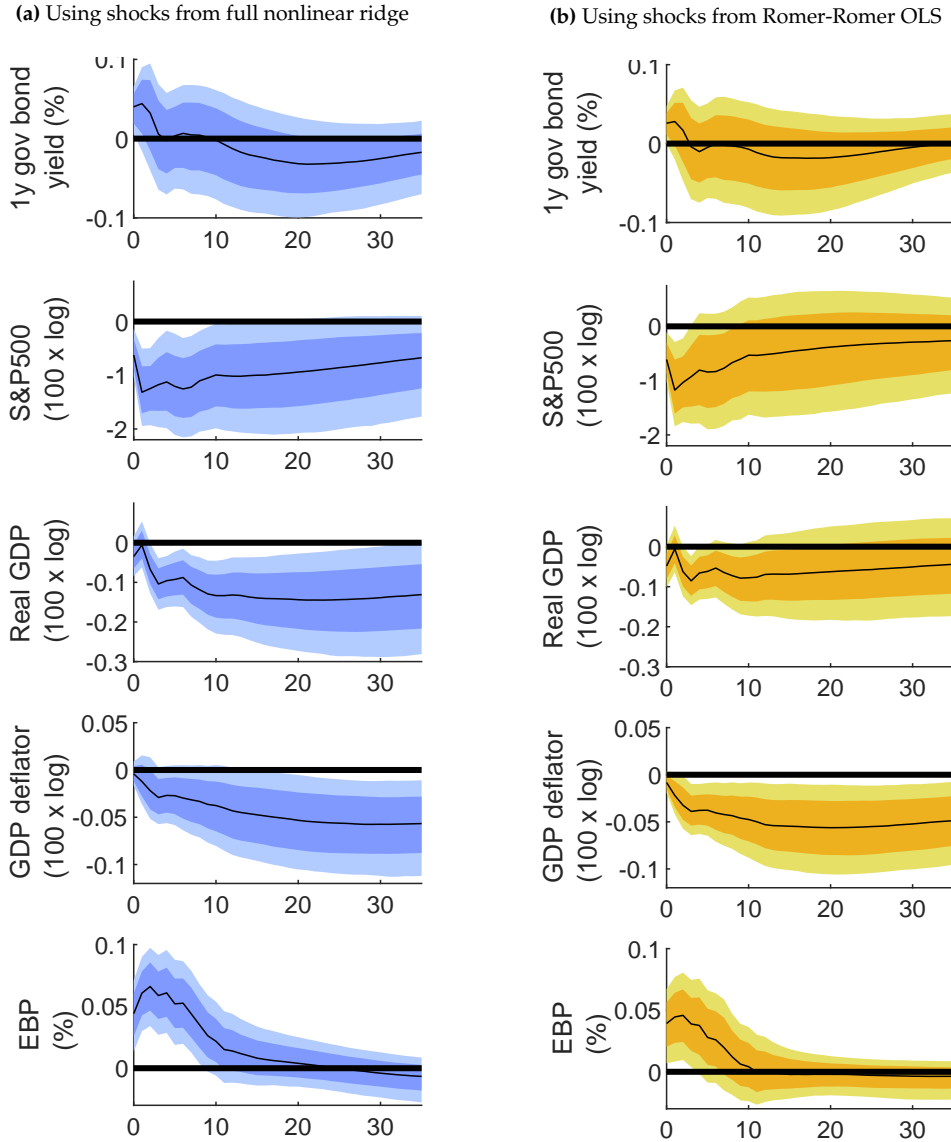 (a) Using shocks from full nonlinear ridge
(b) Using shocks from Romer-Romer OLS
1y gov bond
yield (%)
0.1
0
-0.1
0 10 20 30
1y gov bond
yield (%)
0.1
0
-0.1
0 10 20 30
S&P500
(100 x log)
0
-1
-2
0 10 20 30
S&P500
(100 x log)
0
-1
-2
0 10 20 30
Real GDP
(100 x log)
0
-0.1
-0.2
-0.3
0 10 20 30
Real GDP
(100 x log)
0
-0.1
-0.2
-0.3
0 10 20 30
GDP deflator
(100 x log)
0.05
0
-0.05
-0.1
0 10 20 30
GDP deflator
(100 x log)
0.05
0
-0.05
-0.1
0 10 20 30
EBP
(%)
0.1
0.05
0
0 10 20 30
EBP
(%)
0.1
0.05
0
0 10 20 30